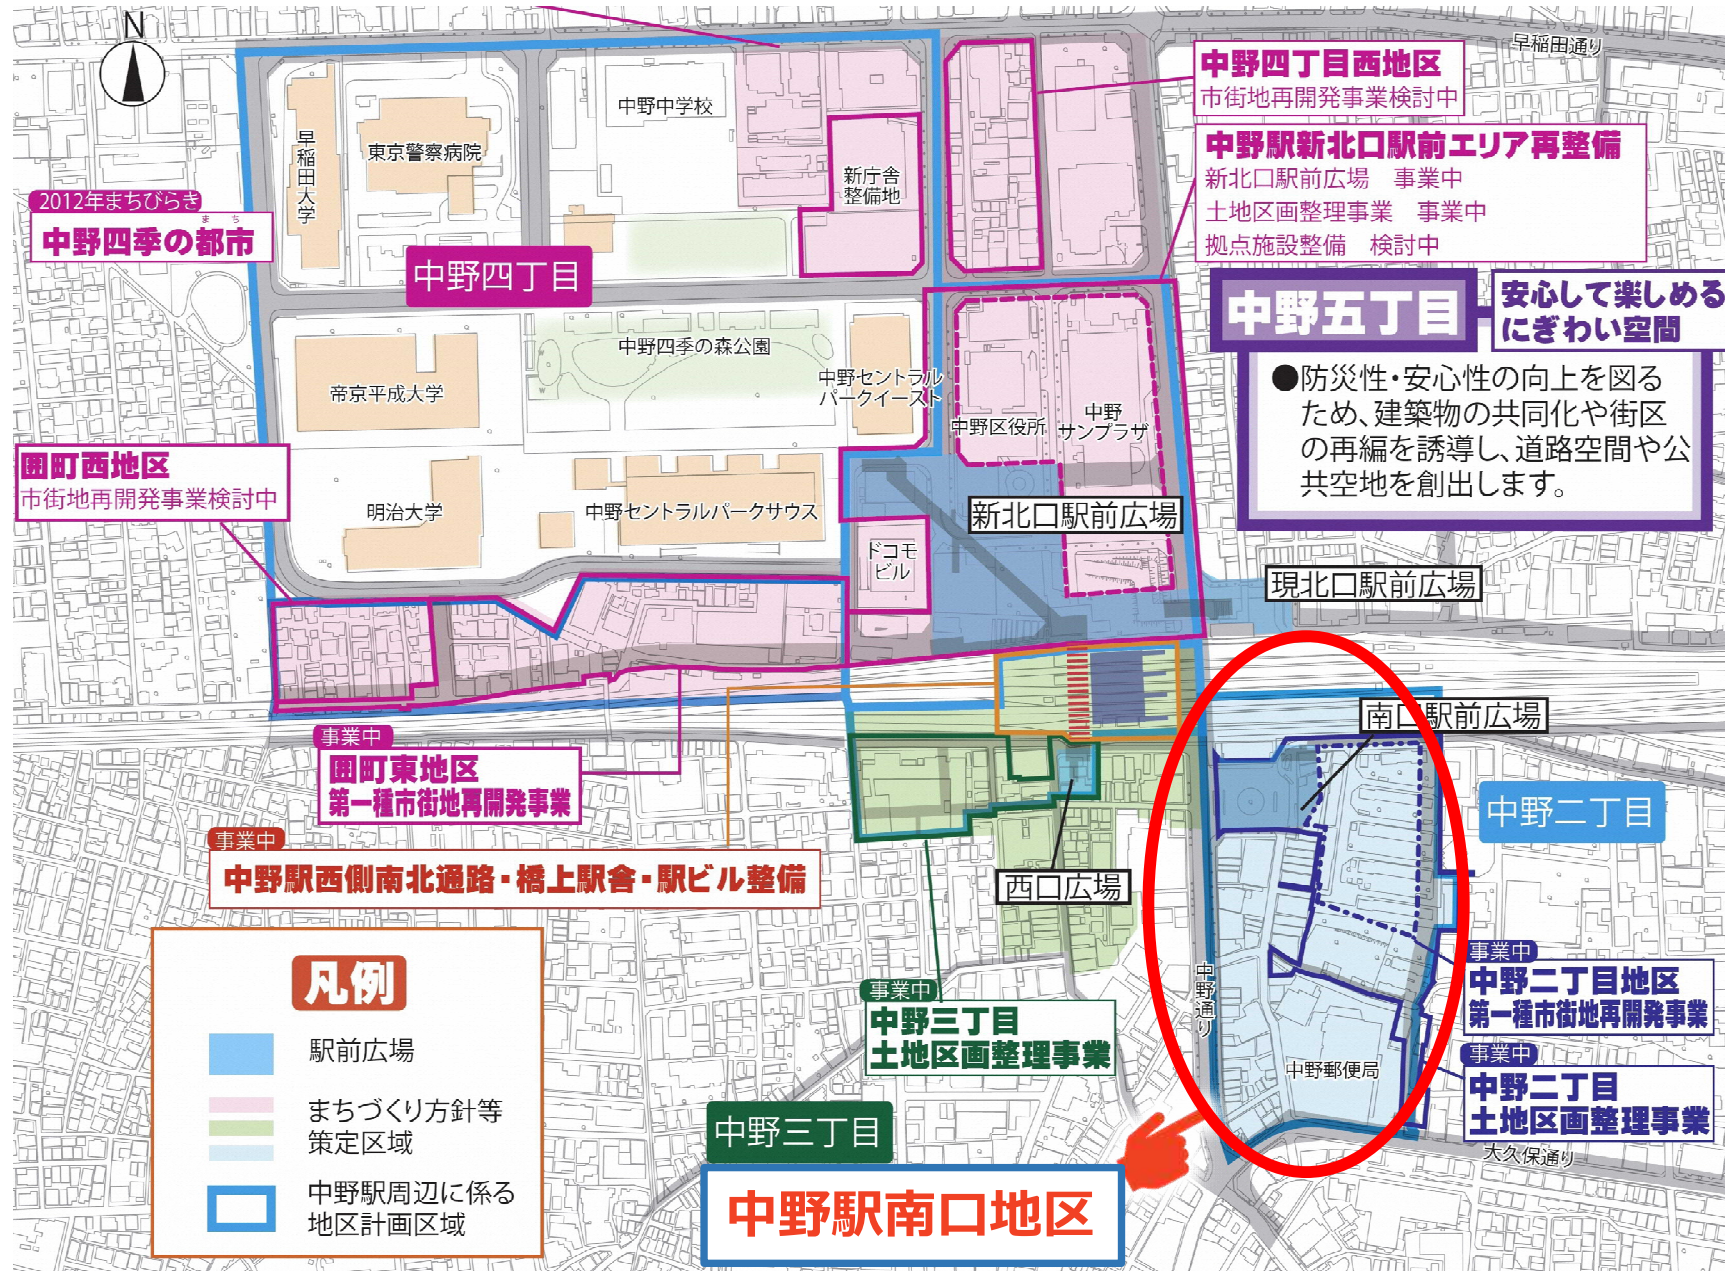 N
早稲田通り
中野四丁目西地区
市街地再開発事業検討中
中野中学校
早稲田大学
東京警察病院
新庁舎
整備地
中野駅新北口駅前エリア再整備
新北口駅前広場　事業中
土地区画整理事業　事業中
拠点施設整備　検討中
2012年まちびらき
まち
中野四季の都市
中野四丁目
中野五丁目
安心して楽しめる
にぎわい空間
●防災性・安心性の向上を図る
ため、建築物の共同化や街区
の再編を誘導し、道路空間や公
共空地を創出します。
中野四季の森公園
帝京平成大学
中野セントラル
パークイースト
中野区役所
中野
サンプラザ
囲町西地区
市街地再開発事業検討中
明治大学
中野セントラルパークサウス
新北口駅前広場
ドコモ
ビル
現北口駅前広場
南口駅前広場
事業中
囲町東地区
第一種市街地再開発事業
中野二丁目
事業中
中野駅西側南北通路・橋上駅舎・駅ビル整備
西口広場
凡例
駅前広場
まちづくり方針等
策定区域
中野駅周辺に係る
地区計画区域
中野通り
事業中
中野二丁目地区
第一種市街地再開発事業
事業中
中野三丁目
土地区画整理事業
中野郵便局
事業中
中野二丁目
土地区画整理事業
中野三丁目
大久保通り
中野駅南口地区